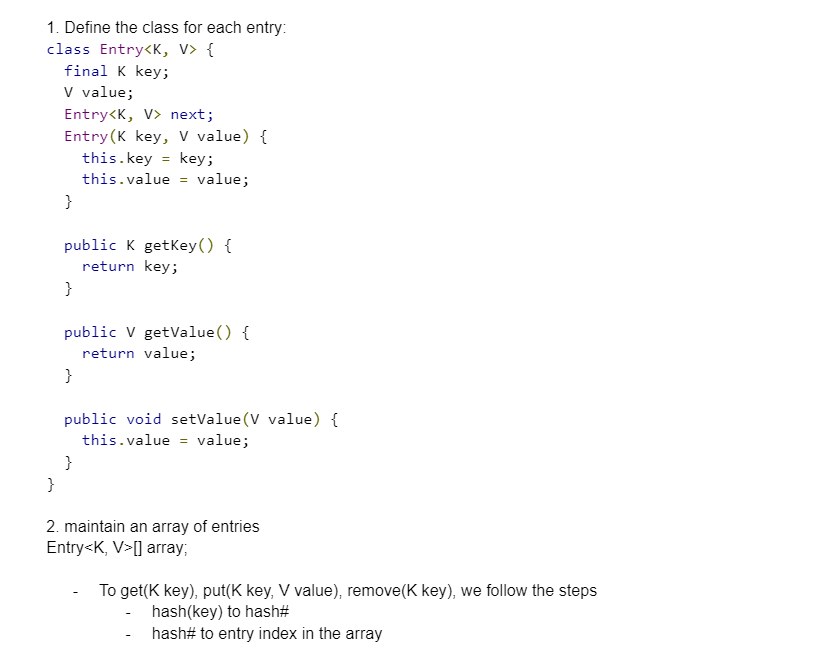 1. Define the class for each entry:
class Entry<K, V> {
final K key;
V value;
Entry<K, V> next;
Entry(K key, V value) {
this.key = key;
this.value = value;
}
public K getKey() {
return key;
}
public V getValue() {
return value;
}
public void setValue(V value) {
this.value = value;
}
}
2. maintain an array of entries
Entry<K, V>[] array;
- To get(K key), put(K key, V value), remove(K key), we follow the steps
- hash(key) to hash#
- hash# to entry index in the array